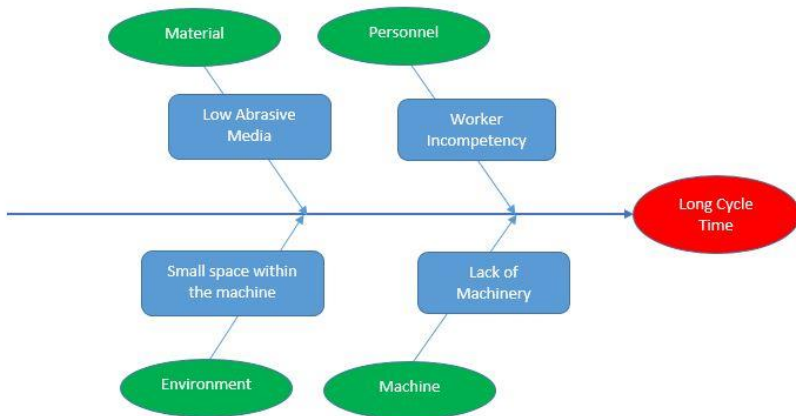 Material
Personnel
Low Abrasive
Media
Worker
Incompetency
Long Cycle
Time
Small space within
the machine
Lack of
Machinery
Environment
Machine